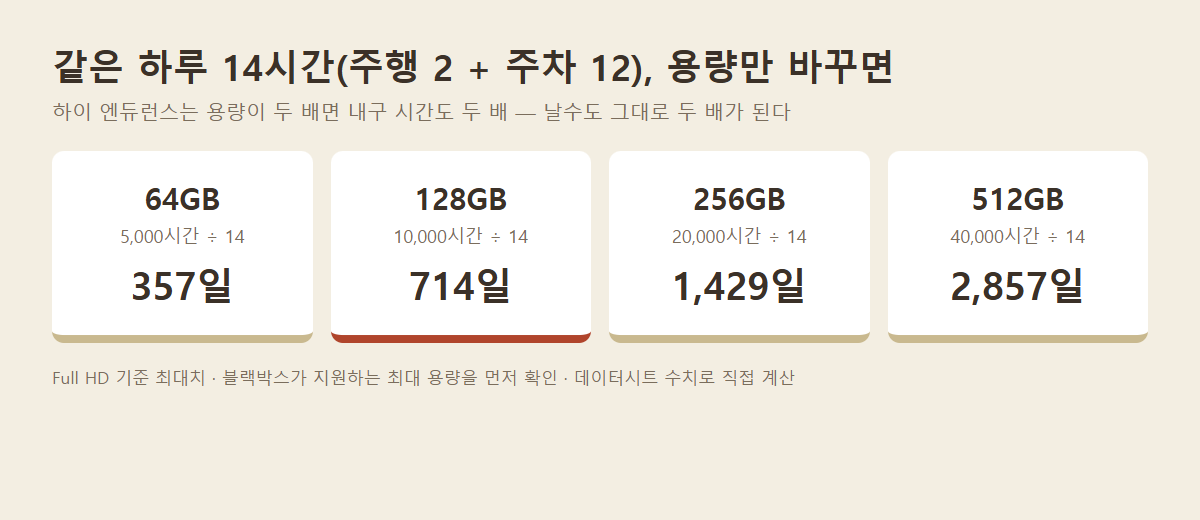 같은 하루 14시간(주행 2 + 주차 12), 용량만 바꾸면
하이 엔듀런스는 용량이 두 배면 내구 시간도 두 배 — 날수도 그대로 두 배가 된다
64GB
5,000시간 ÷ 14
357일
128GB
10,000시간 ÷ 14
714일
256GB
20,000시간 ÷ 14
1,429일
512GB
40,000시간 ÷ 14
2,857일
Full HD 기준 최대치 · 블랙박스가 지원하는 최대 용량을 먼저 확인 · 데이터시트 수치로 직접 계산